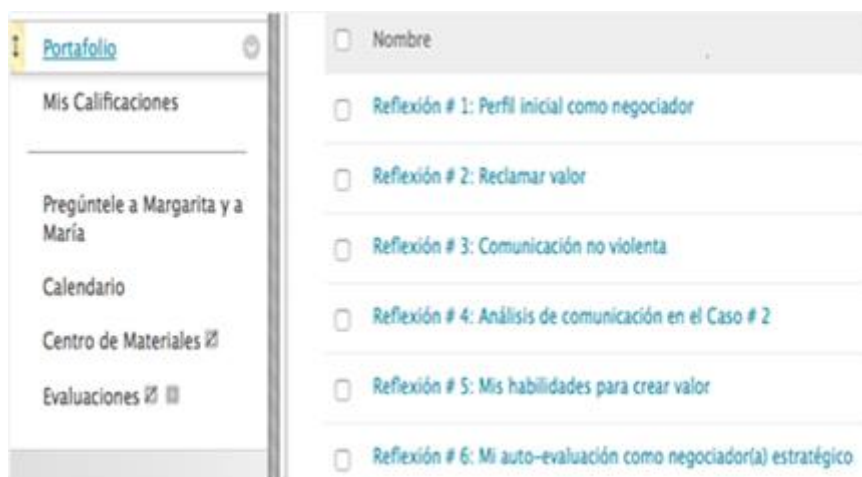 Portafolio
Mis Calificaciones
Pregúntele a Margarita y a
María
Calendario
Centro de Materiales
Evaluaciones
Nombre
Reflexión # 1: Perfil inicial como negociador
Reflexión # 2: Reclamar valor
Reflexión # 3: Comunicación no violenta
Reflexión # 4: Análisis de comunicación en el Caso # 2
Reflexión # 5: Mis habilidades para crear valor
Reflexión # 6: Mi auto-evaluación como negociador(a) estratégico